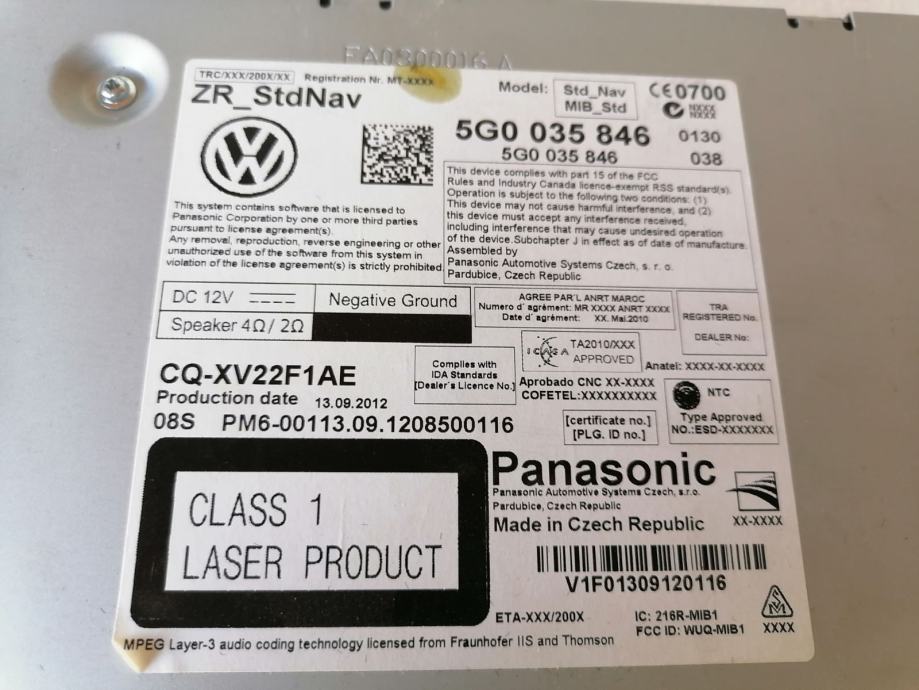 FA0800016 A
TRC/XXX/200X/XX Registration Nr. MT-XXXX
ZR_StdNav
Model: Std_Nav
MIB_Std
CE0700
NXXX
NXXX
5G0 035 846 0130
5G0 035 846 038
This system contains software that is licensed to
Panasonic Corporation by one or more third parties
pursuant to license agreement(s).
Any removal, reproduction, reverse engineering or other
unauthorized use of the software from this system in
violation of the license agreement(s) is strictly prohibited.
This device complies with part 15 of the FCC
Rules and Industry Canada licence-exempt RSS standard(s).
Operation is subject to the following two conditions: (1)
This device may not cause harmful interference, and (2)
this device must accept any interference received,
including interference that may cause undesired operation
of the device.Subchapter J in effect as of date of manufacture.
Assembled by
Panasonic Automotive Systems Czech, s. r. o.
Pardubice, Czech Republic
DC 12V
Negative Ground
Speaker 4Ω/ 2Ω
AGREE PAR'L ANRT MAROC
Numero d' agrément: MR XXXX ANRT XXXX
Date d' agrément: XX. Mai.2010
TRA
REGISTERED No.
DEALER No:
ICASA
TA2010/XXX
APPROVED
Complies with
IDA Standards
[Dealer's Licence No.]
Anatel: XXXX-XX-XXXX
Aprobado CNC XX-XXXX
COFETEL:XXXXXXXXXX
NTC
Type Approved
NO.:ESD-XXXXXXX
[certificate no.]
[PLG. ID no.]
CQ-XV22F1AE
Production date 13.09.2012
08S PM6-00113.09.1208500116
CLASS 1
LASER PRODUCT
Panasonic
Panasonic Automotive Systems Czech, s.r.o.
Pardubice, Czech Republic
Made in Czech Republic
XX-XXXX
V1F01309120116
ETA-XXX/200X
IC: 216R-MIB1
FCC ID: WUQ-MIB1
XXXX
MPEG Layer-3 audio coding technology licensed from Fraunhofer IIS and Thomson